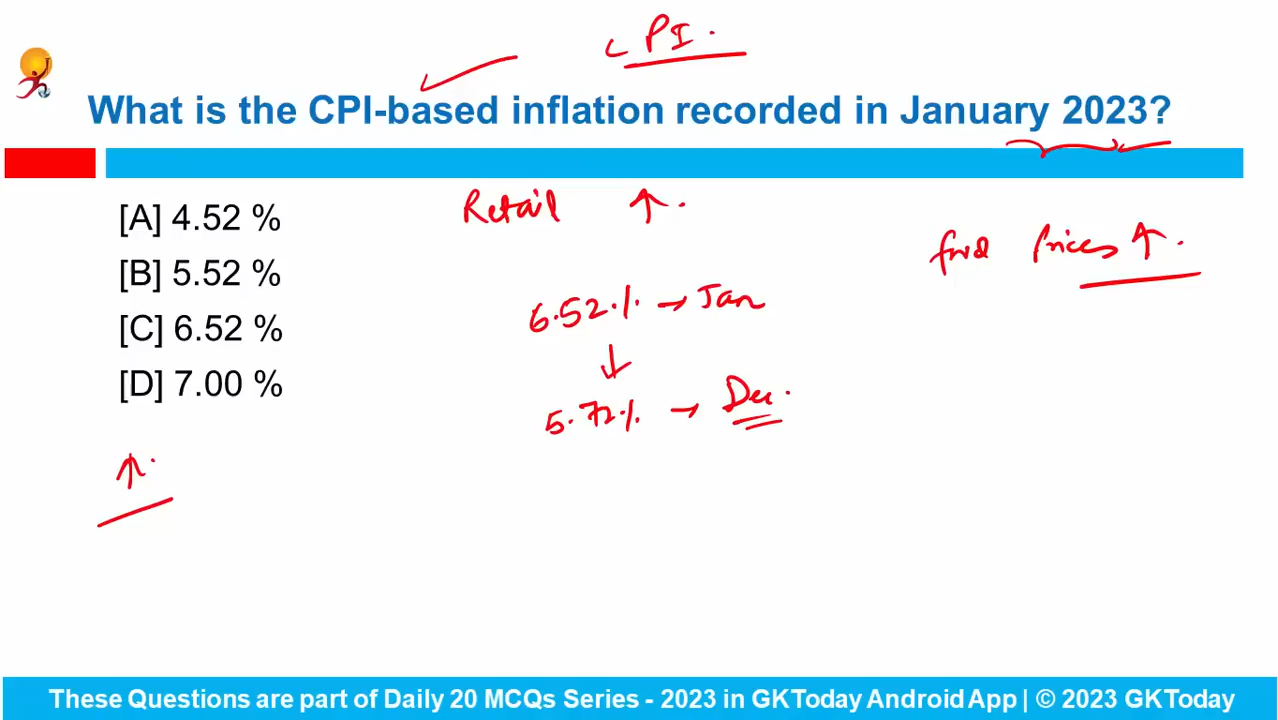 CPI.
What is the CPI-based inflation recorded in January 2023?
[A] 4.52 %
[B] 5.52 %
[C] 6.52 %
[D] 7.00 %
Retail ↑.
food Prices ↑.
6.52% → Jan
↓
5.72% → Dec.
↑.
These Questions are part of Daily 20 MCQs Series - 2023 in GKToday Android App | © 2023 GKToday